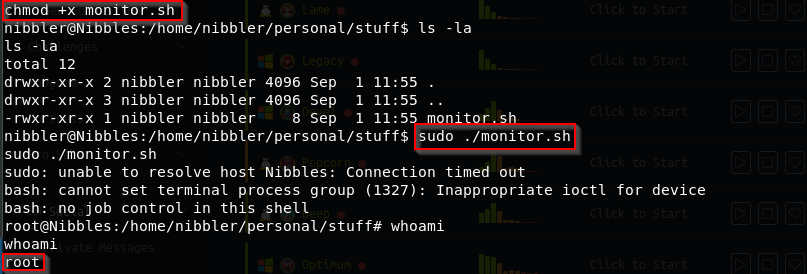 chmod +x monitor.sh
nibbler@Nibbles:/home/nibbler/personal/stuff$ ls -la
ls -la
total 12
drwxr-xr-x 2 nibbler nibbler 4096 Sep  1 11:55 .
drwxr-xr-x 3 nibbler nibbler 4096 Sep  1 11:55 ..
-rwxr-xr-x 1 nibbler nibbler    8 Sep  1 11:55 monitor.sh
nibbler@Nibbles:/home/nibbler/personal/stuff$ sudo ./monitor.sh
sudo ./monitor.sh
sudo: unable to resolve host Nibbles: Connection timed out
bash: cannot set terminal process group (1327): Inappropriate ioctl for device
bash: no job control in this shell
root@Nibbles:/home/nibbler/personal/stuff# whoami
whoami
root
Lame
Click to Start
Legacy
Click to Start
Click to Start
Popcorn
Click to Start
Click to Start
Private Messages
Optimum
Click to Start